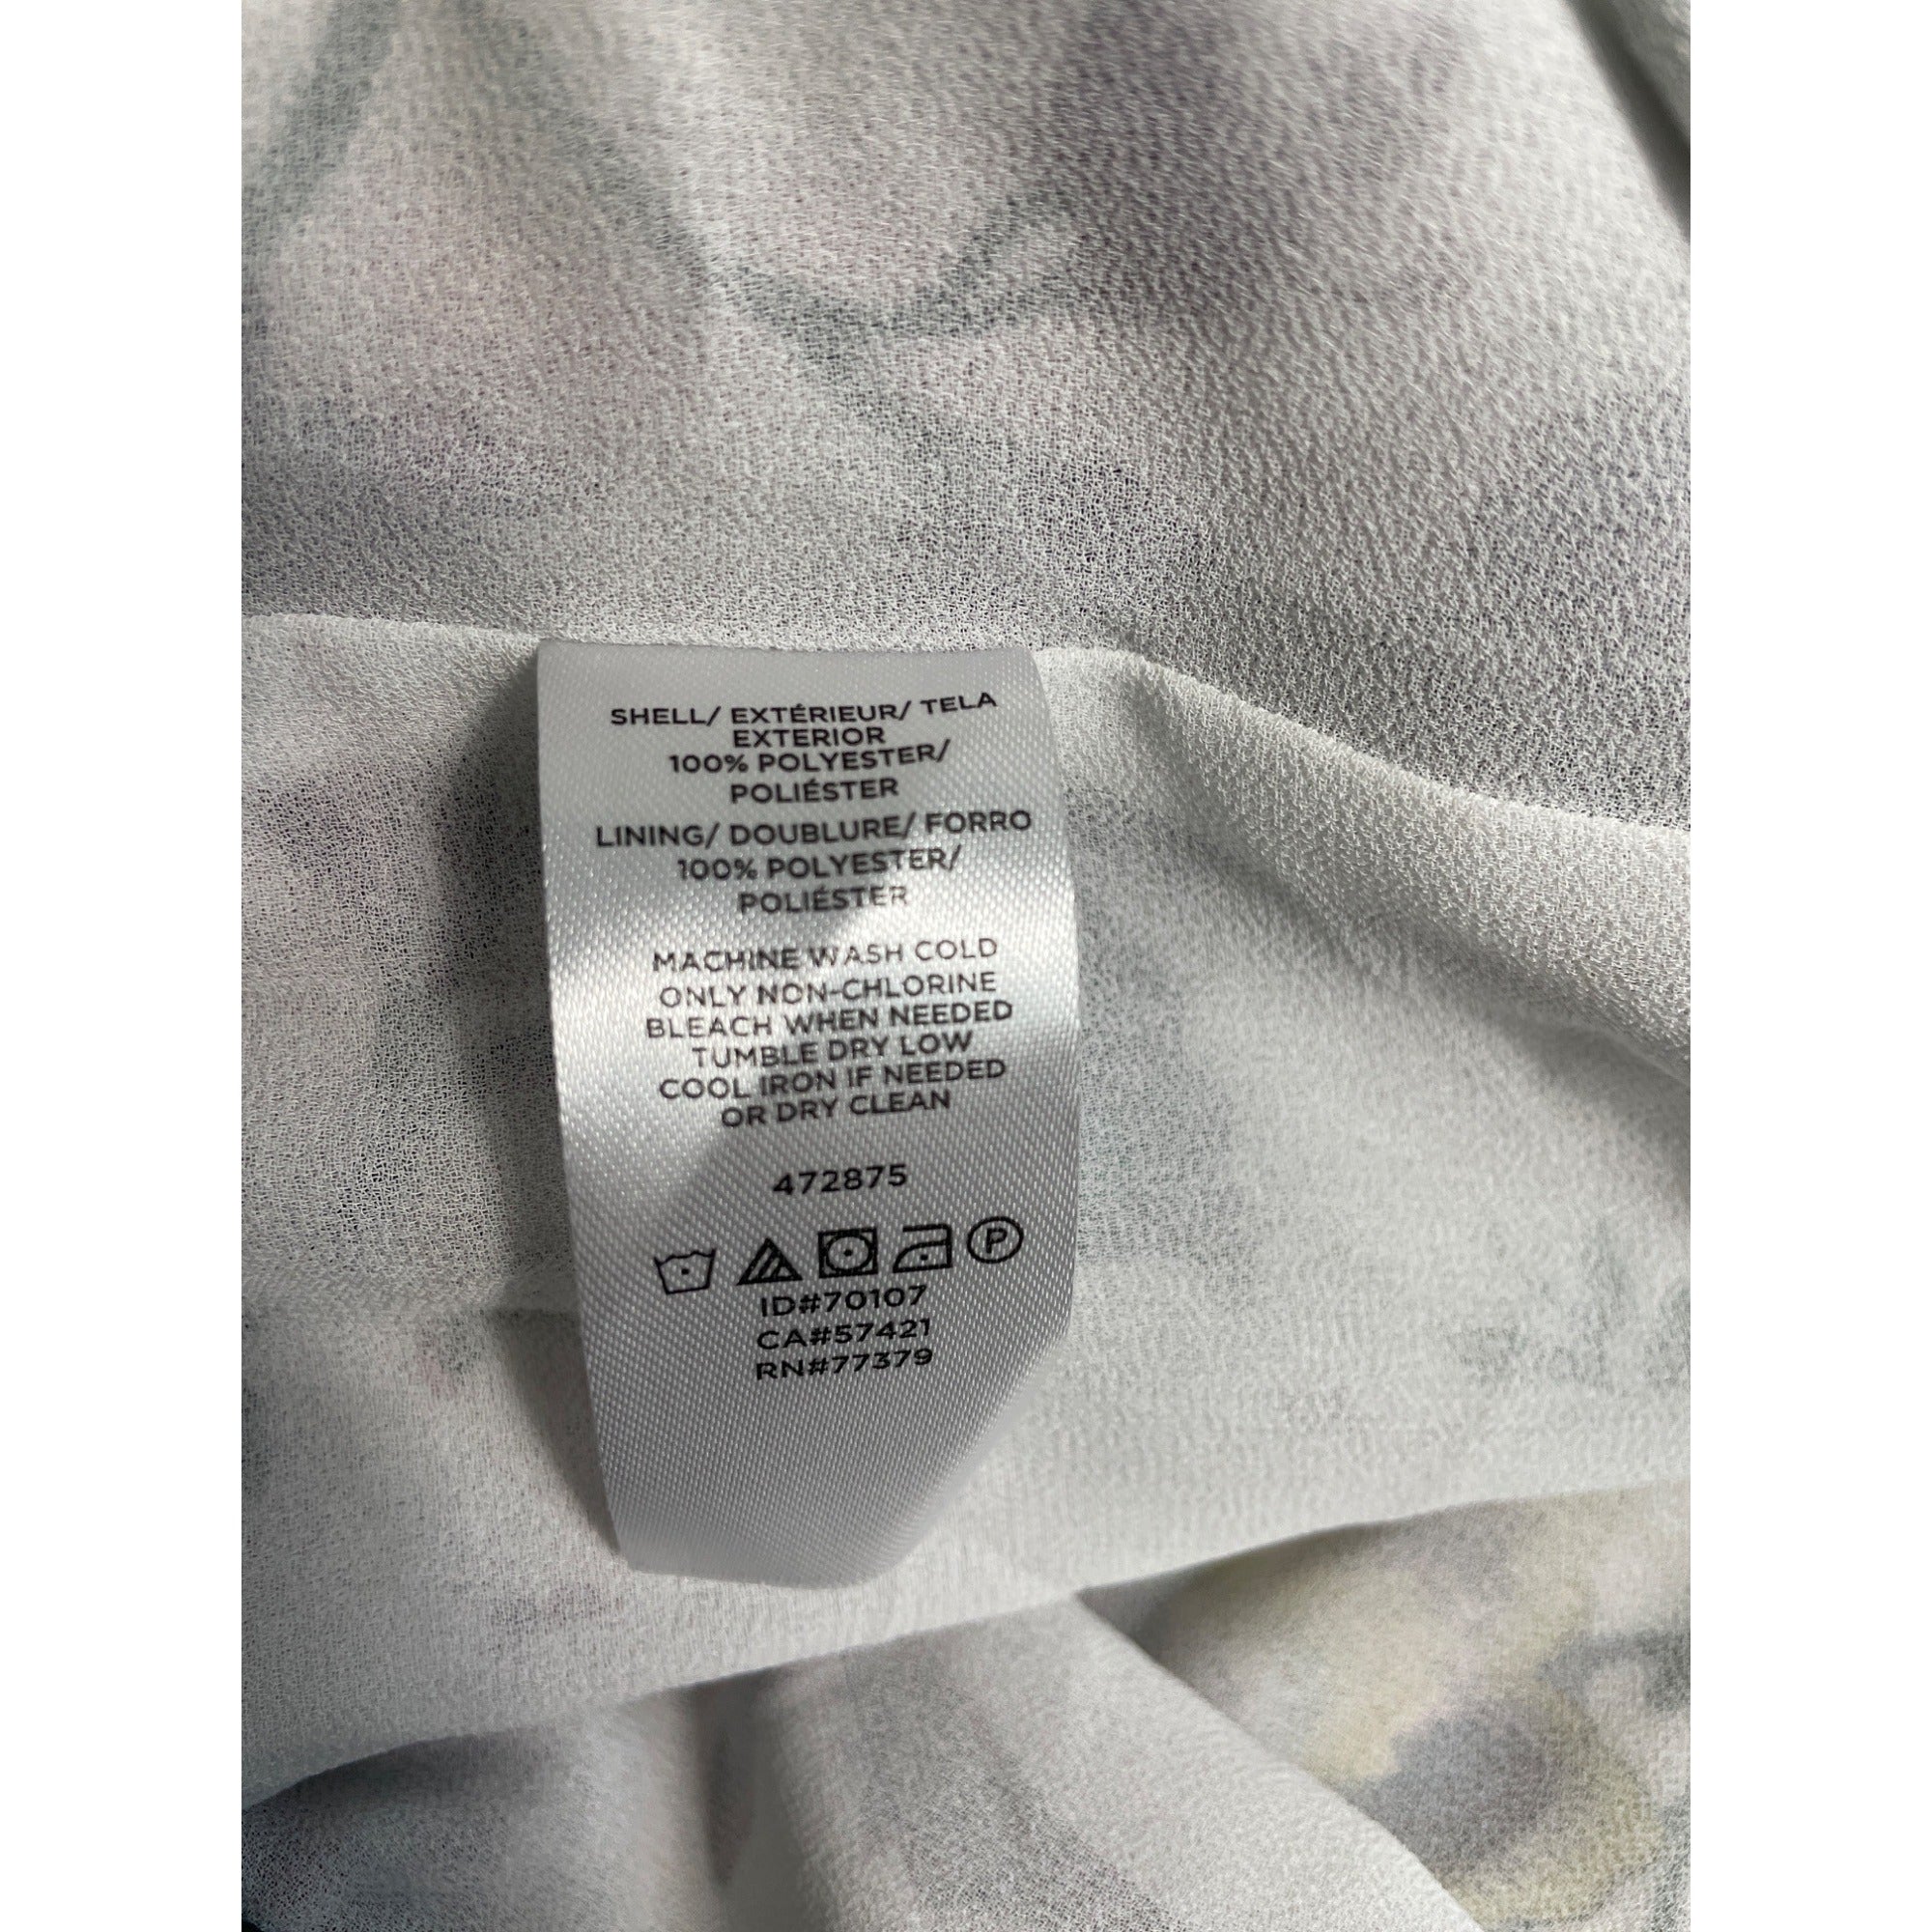 SHELL/ EXTÉRIEUR/ TELA
EXTERIOR
100% POLYESTER/
POLIÉSTER
LINING/ DOUBLURE/ FORRO
100% POLYESTER/
POLIÉSTER
MACHINE WASH COLD
ONLY NON-CHLORINE
BLEACH WHEN NEEDED
TUMBLE DRY LOW
COOL IRON IF NEEDED
OR DRY CLEAN
472875
P
ID#70107
CA#57421
RN#77379